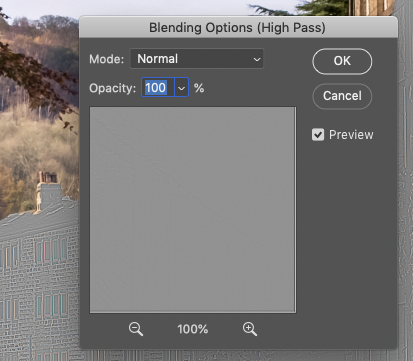 Blending Options (High Pass)
Mode: Normal
OK
Opacity: 100 %
Cancel
Preview
100%